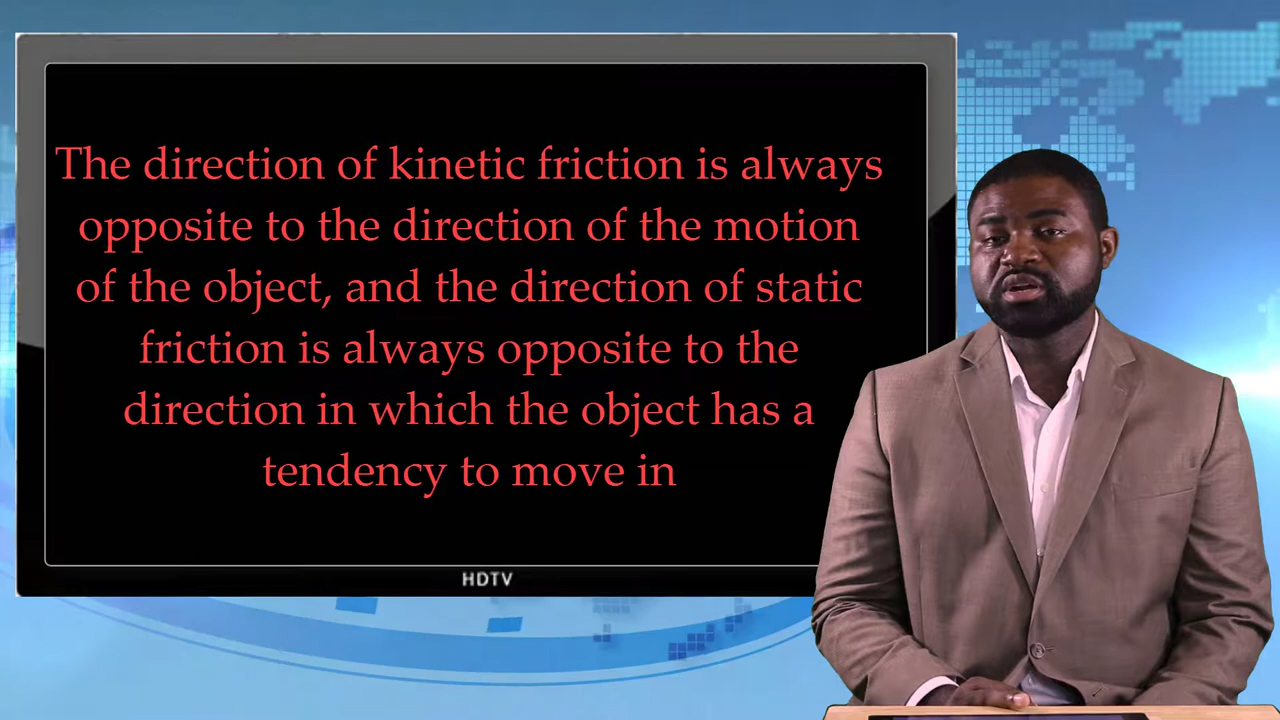 The direction of kinetic friction is always
opposite to the direction of the motion
of the object, and the direction of static
friction is always opposite to the
direction in which the object has a
tendency to move in
HDTV